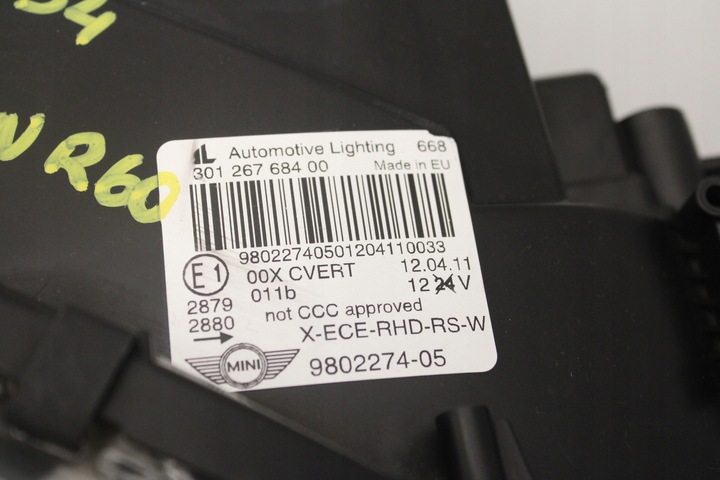 N R60
AL Automotive Lighting 668
301 267 684 00 Made in EU
98022740501204110033
E1 00X CVERT 12.04.11
011b 12 24 V
2879 not CCC approved
2880 X-ECE-RHD-RS-W
MINI 9802274-05